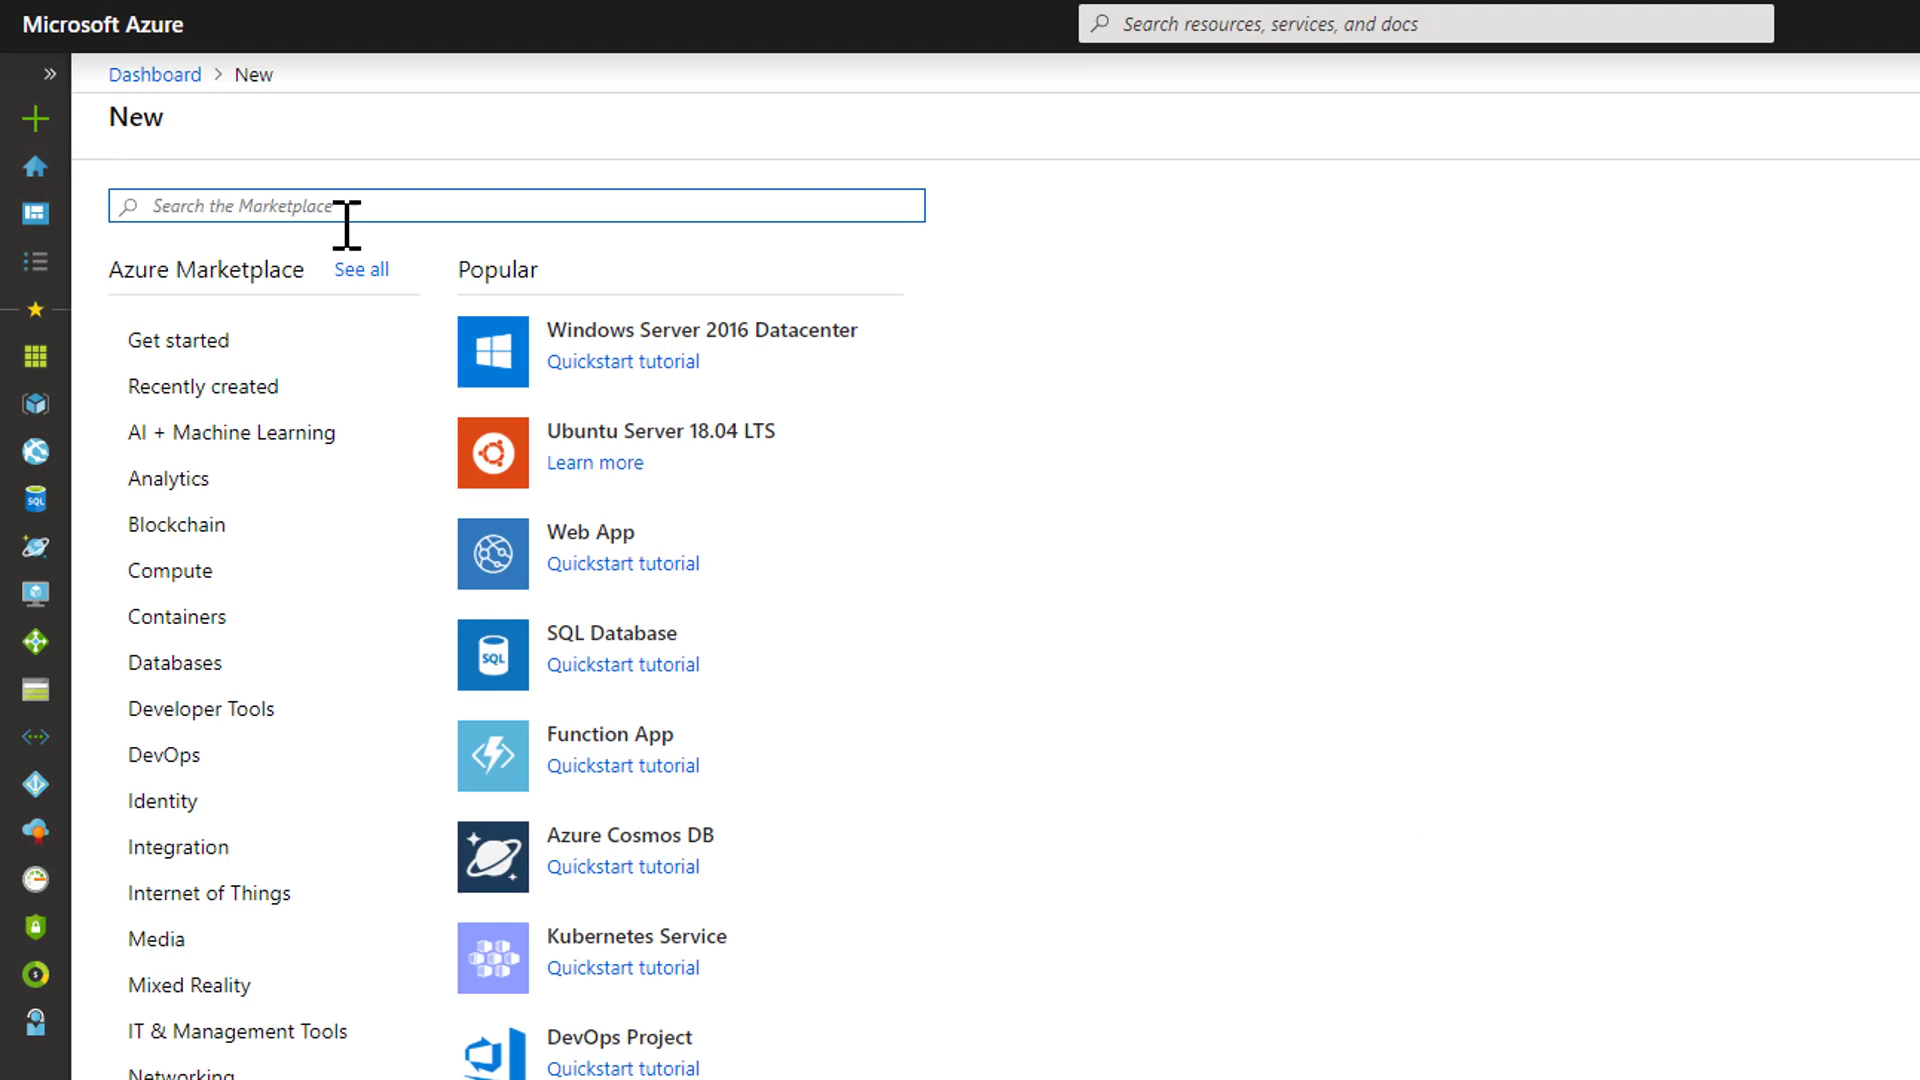 Microsoft Azure
Search resources, services, and docs
Dashboard > New
New
Search the Marketplace
Azure Marketplace See all
Get started
Recently created
AI + Machine Learning
Analytics
Blockchain
Compute
Containers
Databases
Developer Tools
DevOps
Identity
Integration
Internet of Things
Media
Mixed Reality
IT & Management Tools
Networking
Popular
Windows Server 2016 Datacenter
Quickstart tutorial
Ubuntu Server 18.04 LTS
Learn more
Web App
Quickstart tutorial
SQL
SQL Database
Quickstart tutorial
Function App
Quickstart tutorial
Azure Cosmos DB
Quickstart tutorial
Kubernetes Service
Quickstart tutorial
DevOps Project
Quickstart tutorial
SQL